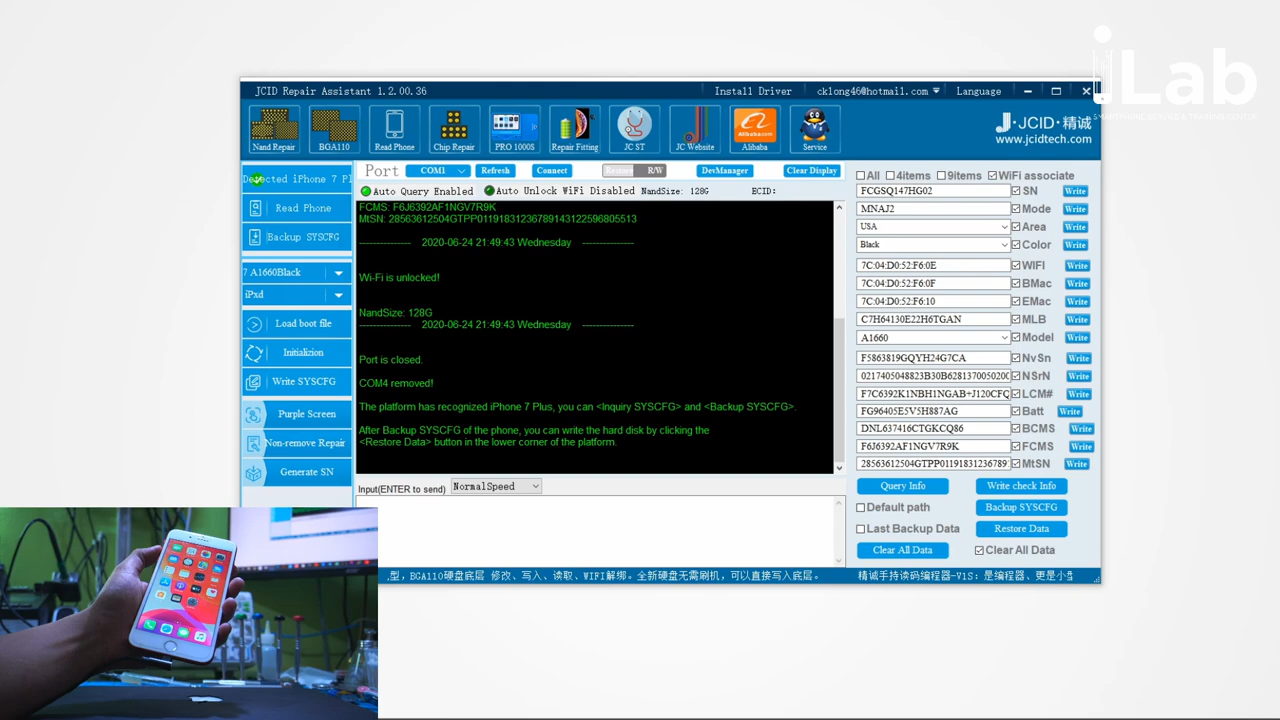 iLab
SMARTPHONE SERVICE & TRAINING CENTER
JCID Repair Assistant 1.2.00.36
Install Driver
cklong46@hotmail.com
Language
Nand Repair
BGA110
Read Phone
Chip Repair
PRO 1000S
Repair Fitting
JC ST
JC Website
Alibaba
Service
J·JCID·精诚
www.jcidtech.com
Detected iPhone 7 Pl
Read Phone
Backup SYSCFG
7 A1660Black
iPxd
Load boot file
Initializion
Write SYSCFG
Purple Screen
Non-remove Repair
Generate SN
Port
COM1
Refresh
Connect
Restore
R/W
DevManager
Clear Display
Auto Query Enabled
Auto Unlock WiFi Disabled
NandSize: 128G
ECID:
FCMS: F6J6392AF1NGV7R9K
MtSN: 28563612504GTPP01191831236789143122596805513
---------------- 2020-06-24 21:49:43 Wednesday ----------------
Wi-Fi is unlocked!
NandSize: 128G
---------------- 2020-06-24 21:49:43 Wednesday ----------------
Port is closed.
COM4 removed!
The platform has recognized iPhone 7 Plus, you can <Inquiry SYSCFG> and <Backup SYSCFG>.
After Backup SYSCFG of the phone, you can write the hard disk by clicking the
<Restore Data> button in the lower corner of the platform.
Input(ENTER to send)
NormalSpeed
All 4items 9items WiFi associate
FCGSQ147HG02 SN Write
MNAJ2 Mode Write
USA Area Write
Black Color Write
7C:04:D0:52:F6:0E WIFI Write
7C:04:D0:52:F6:0F BMac Write
7C:04:D0:52:F6:10 EMac Write
C7H64130E22H6TGAN MLB Write
A1660 Model Write
F5863819GQYH24G7CA NvSn Write
0217405048823B30B6281370050200 NSrN Write
F7C6392K1NBH1NGAB+J120CFQ LCM# Write
FG96405E5V5H887AG Batt Write
DNL637416CTGKCQ86 BCMS Write
F6J6392AF1NGV7R9K FCMS Write
28563612504GTPP01191831236789 MtSN Write
Query Info
Write check Info
Default path
Backup SYSCFG
Last Backup Data
Restore Data
Clear All Data
Clear All Data
型，BGA110硬盘底层 修改、写入、读取、WIFI解绑。全新硬盘无需刷机，可以直接写入底层。
精诚手持读码编程器-V1S：是编程器、更是小型